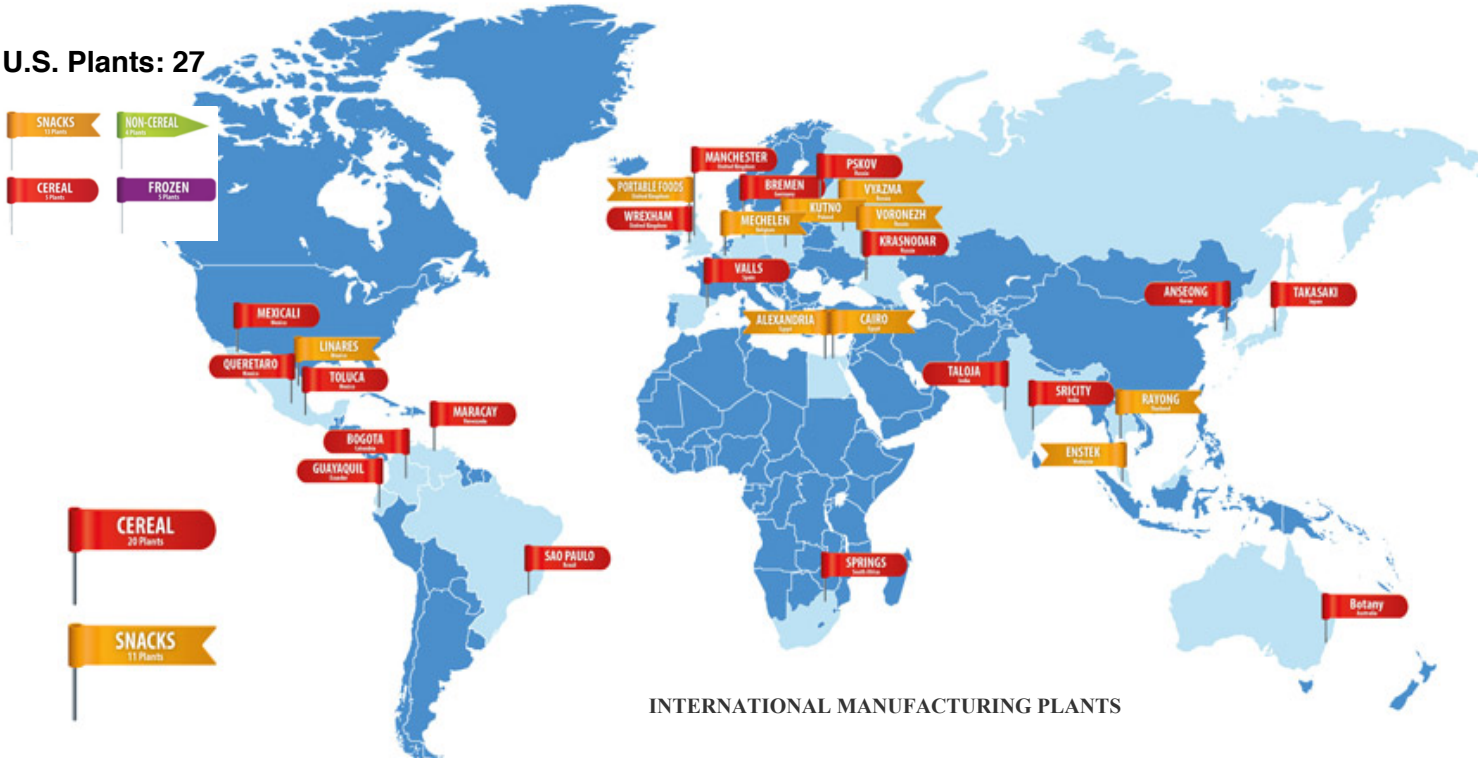 U.S. Plants: 27
SNACKS
13 Plants
NON-CEREAL
4 Plants
CEREAL
5 Plants
FROZEN
5 Plants
MANCHESTER
United Kingdom
PSKOV
Russia
PORTABLE FOODS
United Kingdom
BREMEN
Germany
VYAZMA
Russia
WREXHAM
United Kingdom
MECHELEN
Belgium
KUTNO
Poland
VORONEZH
Russia
KRASNODAR
Russia
VALLS
Spain
ANSEONG
Korea
TAKASAKI
Japan
MEXICALI
Mexico
ALEXANDRIA
Egypt
CAIRO
Egypt
LINARES
Mexico
QUERETARO
Mexico
TOLUCA
Mexico
TALOJA
India
SRICITY
India
RAYONG
Thailand
MARACAY
Venezuela
BOGOTA
Colombia
GUAYAQUIL
Ecuador
ENSTEK
Malaysia
CEREAL
20 Plants
SAO PAULO
Brazil
SPRINGS
South Africa
Botany
Australia
SNACKS
11 Plants
INTERNATIONAL MANUFACTURING PLANTS